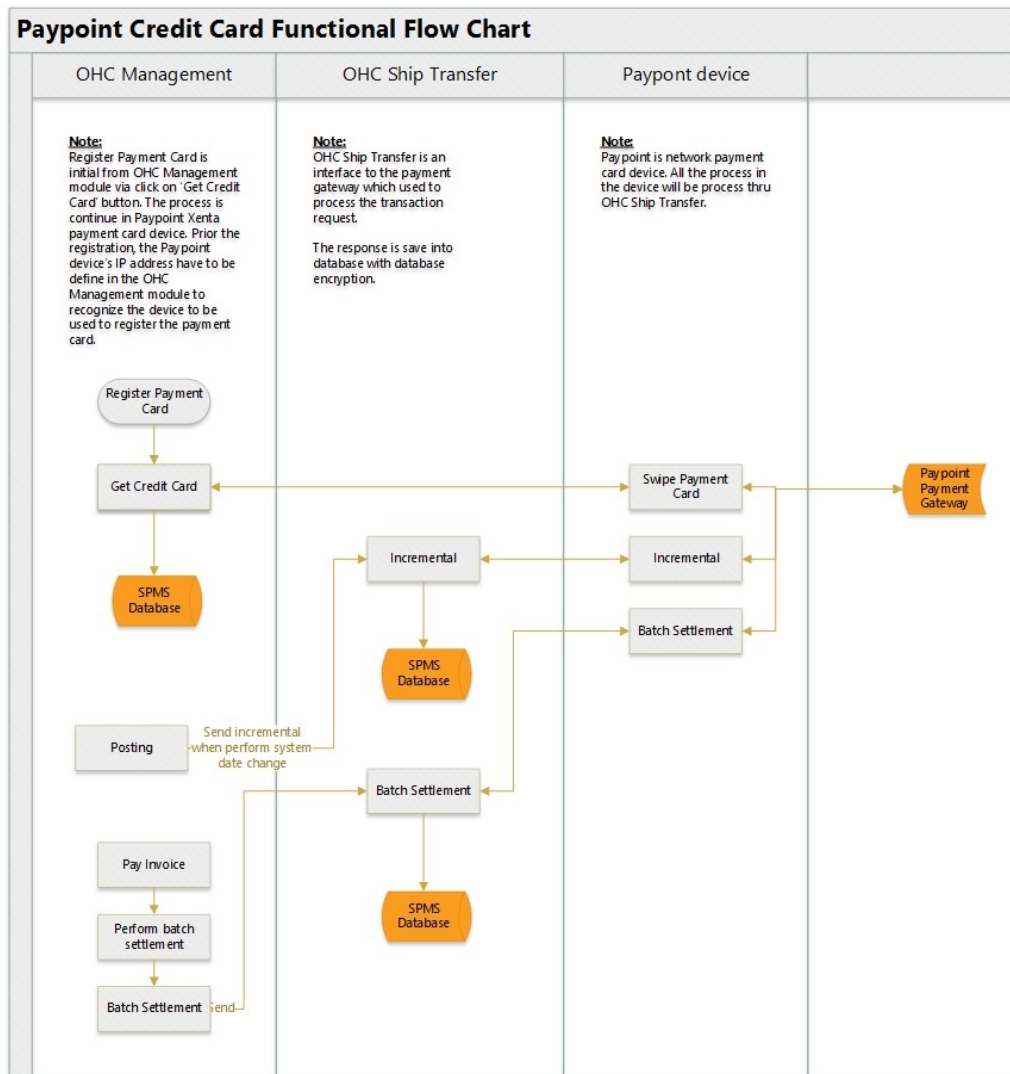 Paypoint Credit Card Functional Flow Chart
OHC Management
OHC Ship Transfer
Paypont device
Note:
Register Payment Card is
initial from OHC Management
module via click on 'Get Credit
Card' button. The process is
continue in Paypoint Xenta
payment card device. Prior the
registration, the Paypoint
device's IP address have to be
define in the OHC
Management module to
recognize the device to be
used to register the payment
card.
Note:
OHC Ship Transfer is an
interface to the payment
gateway which used to
process the transaction
request.
The response is save into
database with database
encryption.
Note:
Paypoint is network payment
card device. All the process in
the device will be process thru
OHC Ship Transfer.
Register Payment
Card
Get Credit Card
Swipe Payment
Card
Paypoint
Payment
Gateway
Incremental
Incremental
SPMS
Database
Batch Settlement
SPMS
Database
Posting
Send incremental
when perform system
date change
Batch Settlement
Pay Invoice
SPMS
Database
Perform batch
settlement
Batch Settlement
Send